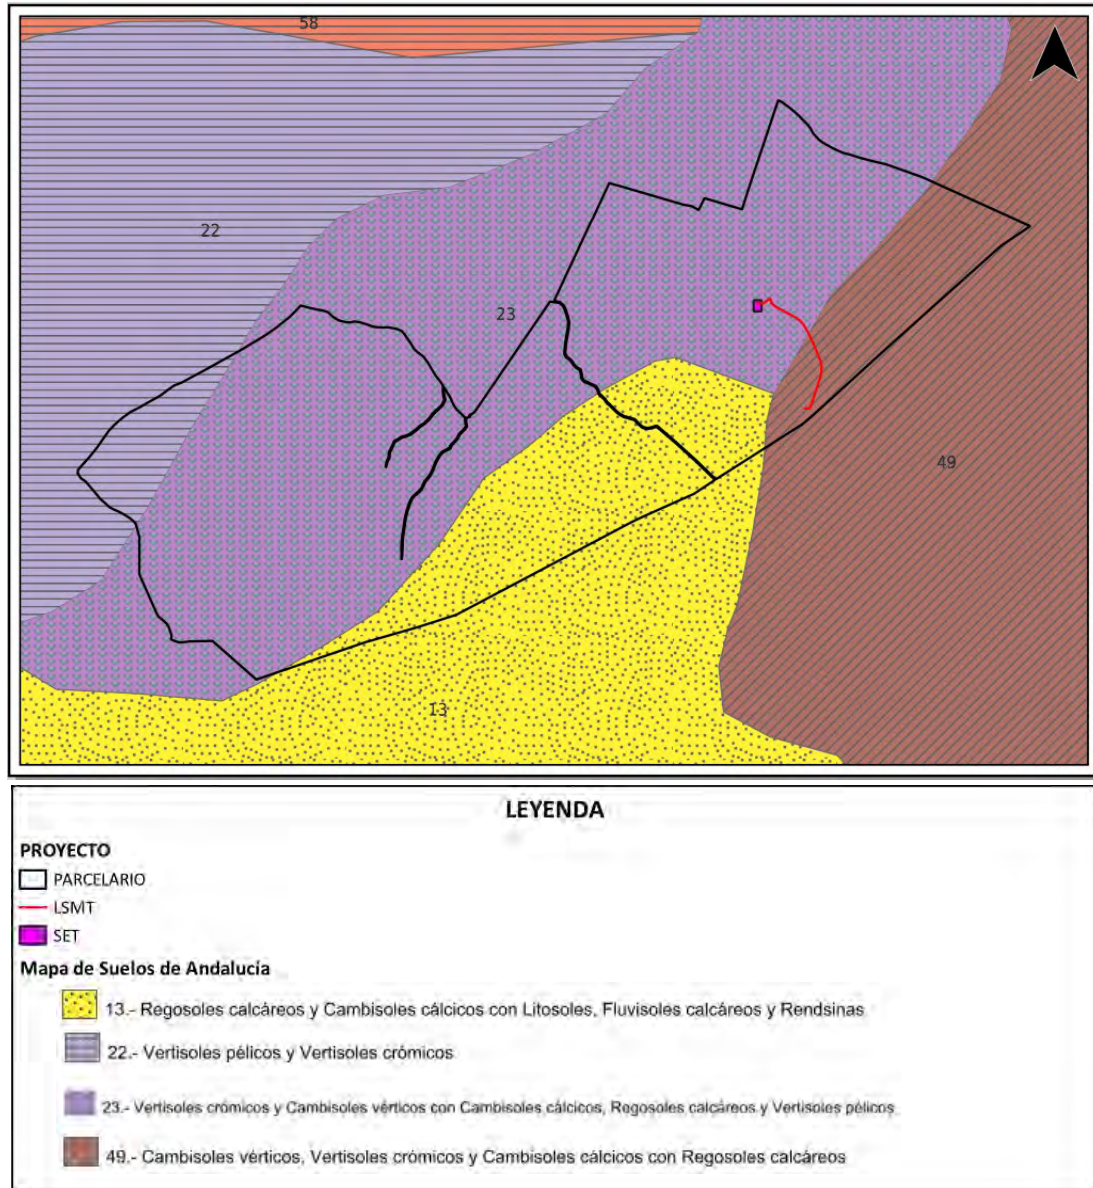 58
22
23
49
13
LEYENDA
PROYECTO
PARCELARIO
LSMT
SET
Mapa de Suelos de Andalucía
13.- Regosoles calcáreos y Cambisoles cálcicos con Litosoles, Fluvisoles calcáreos y Rendsinas
22.- Vertisoles pélicos y Vertisoles crómicos
23.- Vertisoles crómicos y Cambisoles vérticos con Cambisoles cálcicos, Regosoles calcáreos y Vertisoles pélicos
49.- Cambisoles vérticos, Vertisoles crómicos y Cambisoles cálcicos con Regosoles calcáreos